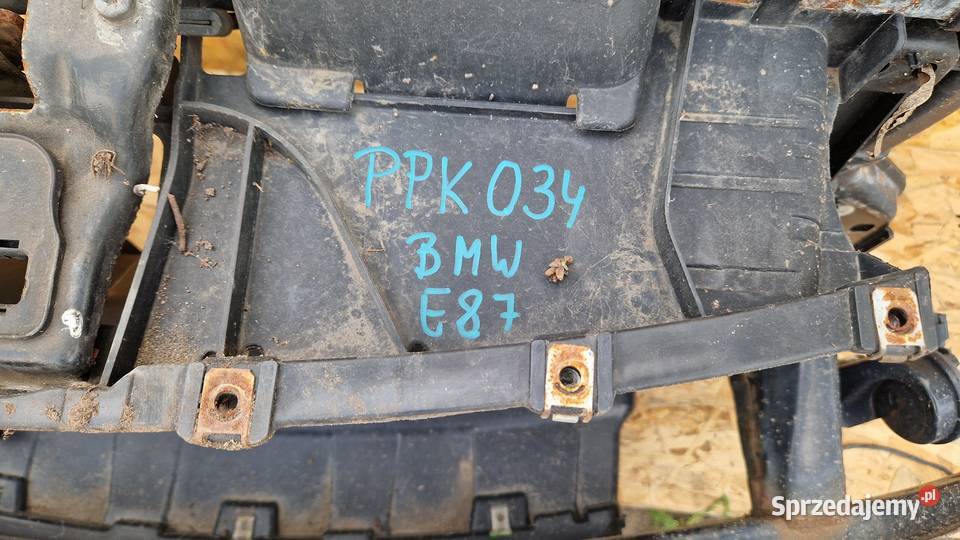 PPK 034
BMW
E87
Sprzedajemy.pl